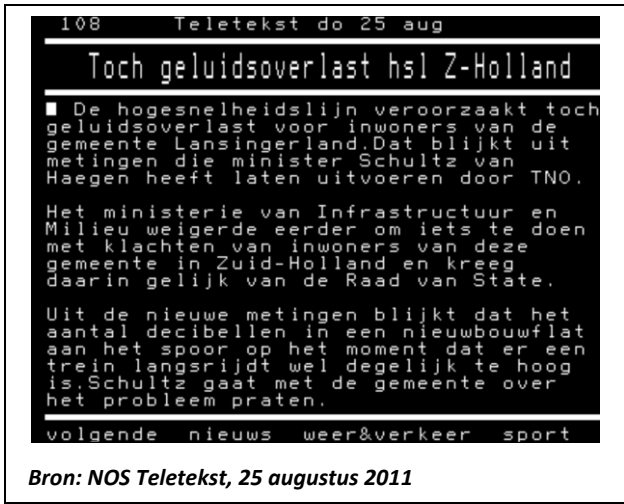 108 Teletekst do 25 aug
Toch geluidsoverlast hsl Z-Holland
De hogesnelheidslijn veroorzaakt toch
geluidsoverlast voor inwoners van de
gemeente Lansingerland.Dat blijkt uit
metingen die minister Schultz van
Haegen heeft laten uitvoeren door TNO.
Het ministerie van Infrastructuur en
Milieu weigerde eerder om iets te doen
met klachten van inwoners van deze
gemeente in Zuid-Holland en kreeg
daarin gelijk van de Raad van State.
Uit de nieuwe metingen blijkt dat het
aantal decibellen in een nieuwbouwflat
aan het spoor op het moment dat er een
trein langsrijdt wel degelijk te hoog
is.Schultz gaat met de gemeente over
het probleem praten.
volgende nieuws weer&verkeer sport
Bron: NOS Teletekst, 25 augustus 2011